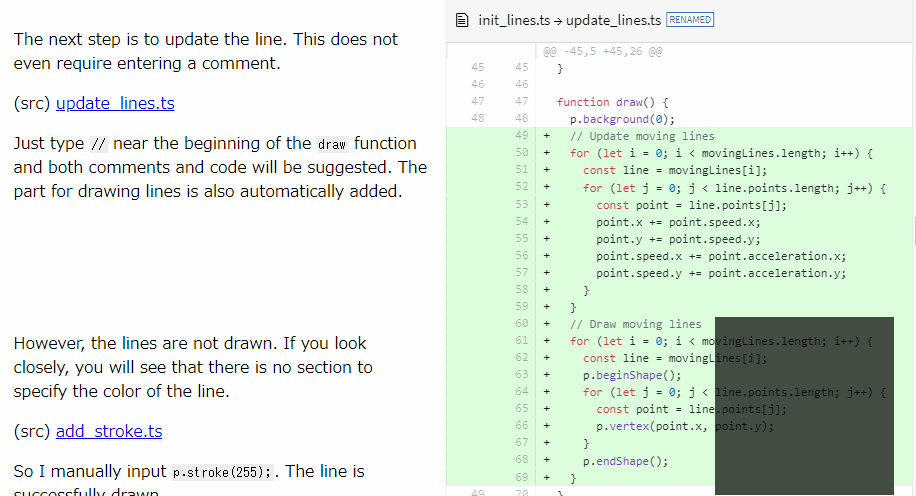 The next step is to update the line. This does not
even require entering a comment.
(src) update_lines.ts
Just type // near the beginning of the draw function
and both comments and code will be suggested. The
part for drawing lines is also automatically added.
However, the lines are not drawn. If you look
closely, you will see that there is no section to
specify the color of the line.
(src) add_stroke.ts
So I manually input p.stroke(255);. The line is
successfully drawn
init_lines.ts → update_lines.ts RENAMED
@@ -45,5 +45,26 @@
45 45 }
46 46
47 47 function draw() {
48 48 p.background(0);
49 + // Update moving lines
50 + for (let i = 0; i < movingLines.length; i++) {
51 + const line = movingLines[i];
52 + for (let j = 0; j < line.points.length; j++) {
53 + const point = line.points[j];
54 + point.x += point.speed.x;
55 + point.y += point.speed.y;
56 + point.speed.x += point.acceleration.x;
57 + point.speed.y += point.acceleration.y;
58 + }
59 + }
60 + // Draw moving lines
61 + for (let i = 0; i < movingLines.length; i++) {
62 + const line = movingLines[i];
63 + p.beginShape();
64 + for (let j = 0; j < line.points.length; j++) {
65 + const point = line.points[j];
66 + p.vertex(point.x, point.y);
67 + }
68 + p.endShape();
69 + }
49 70 }